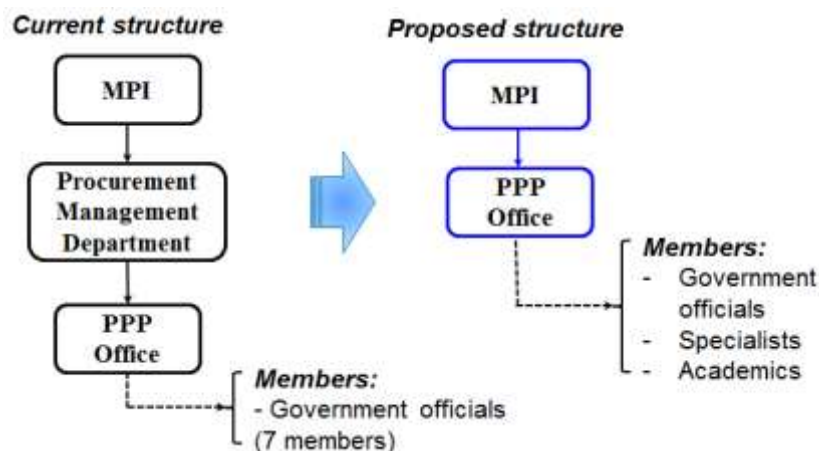 Current structure
MPI
Procurement
Management
Department
PPP
Office
Members:
- Government officials
(7 members)
Proposed structure
MPI
PPP
Office
Members:
- Government
officials
- Specialists
- Academics